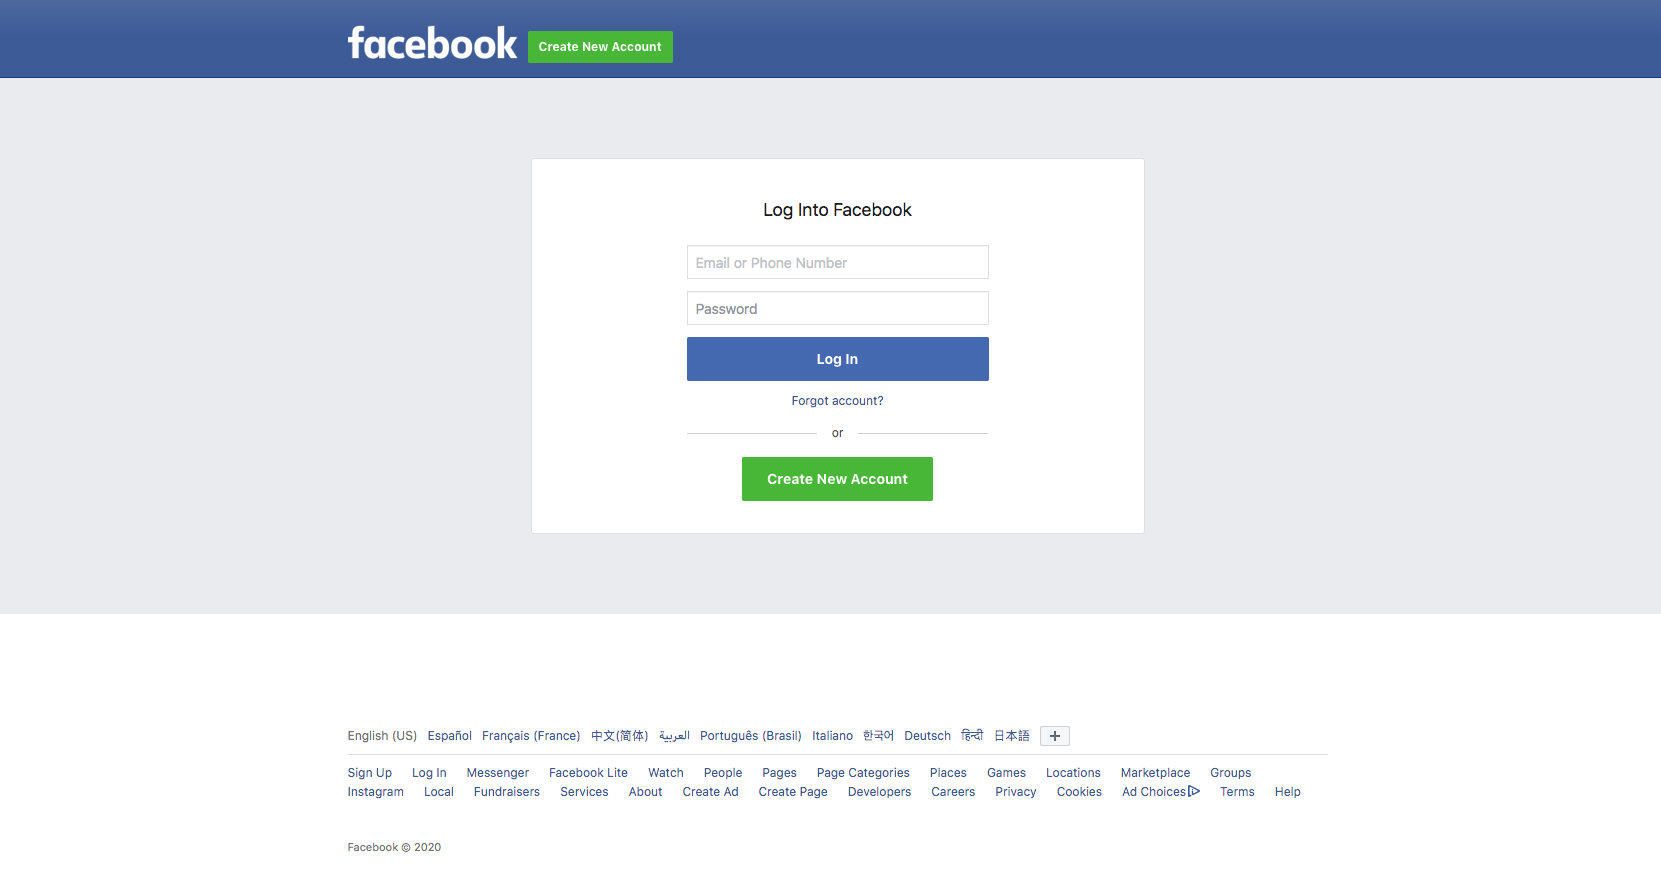 facebook Create New Account
Log Into Facebook
Email or Phone Number
Password
Log In
Forgot account?
or
Create New Account
English (US) Español Français (France) 中文(简体) العربية Português (Brasil) Italiano 한국어 Deutsch हिन्दी 日本語
Sign Up Log In Messenger Facebook Lite Watch People Pages Page Categories Places Games Locations Marketplace Groups
Instagram Local Fundraisers Services About Create Ad Create Page Developers Careers Privacy Cookies Ad Choices Terms Help
Facebook © 2020